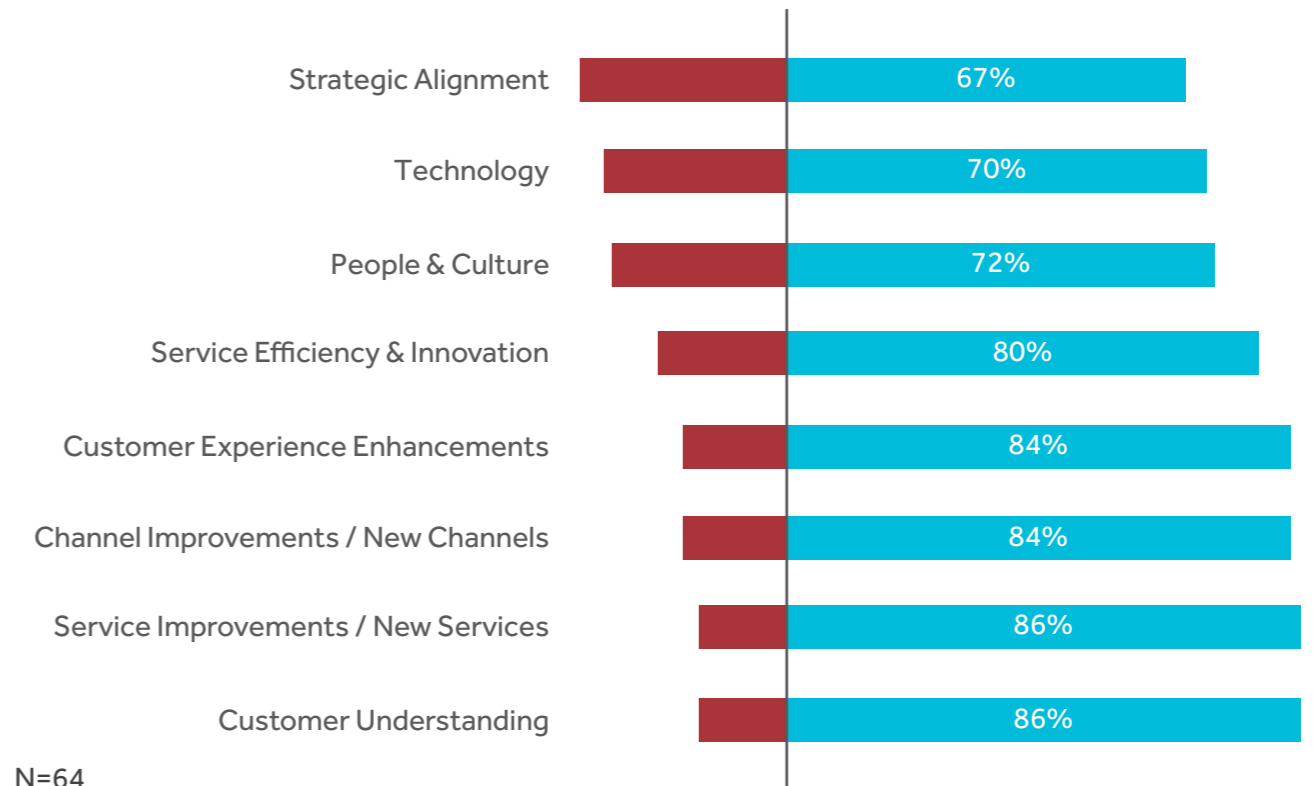 Strategic Alignment 67%
Technology 70%
People & Culture 72%
Service Efficiency & Innovation 80%
Customer Experience Enhancements 84%
Channel Improvements / New Channels 84%
Service Improvements / New Services 86%
Customer Understanding 86%
N=64